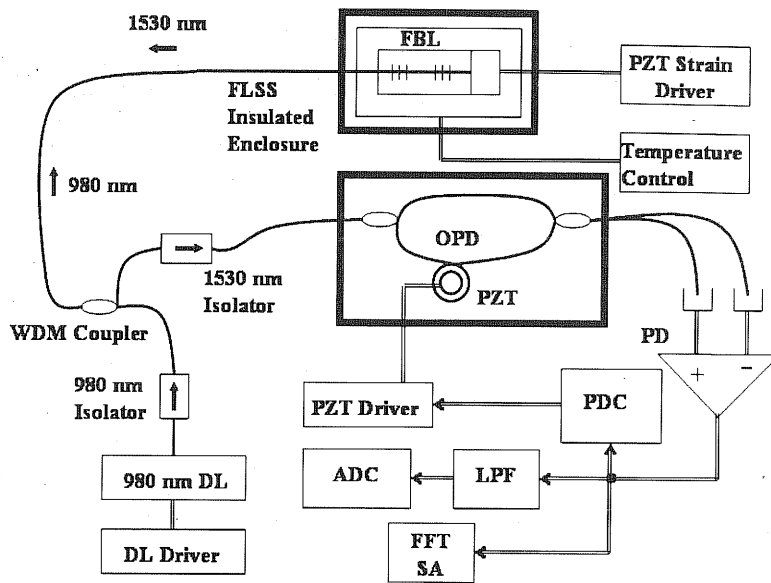 1530 nm
FBL
FLSS
Insulated
Enclosure
PZT Strain
Driver
Temperature
Control
980 nm
OPD
PZT
1530 nm
Isolator
WDM Coupler
PD
+
−
980 nm
Isolator
PZT Driver
PDC
980 nm DL
ADC
LPF
DL Driver
FFT
SA